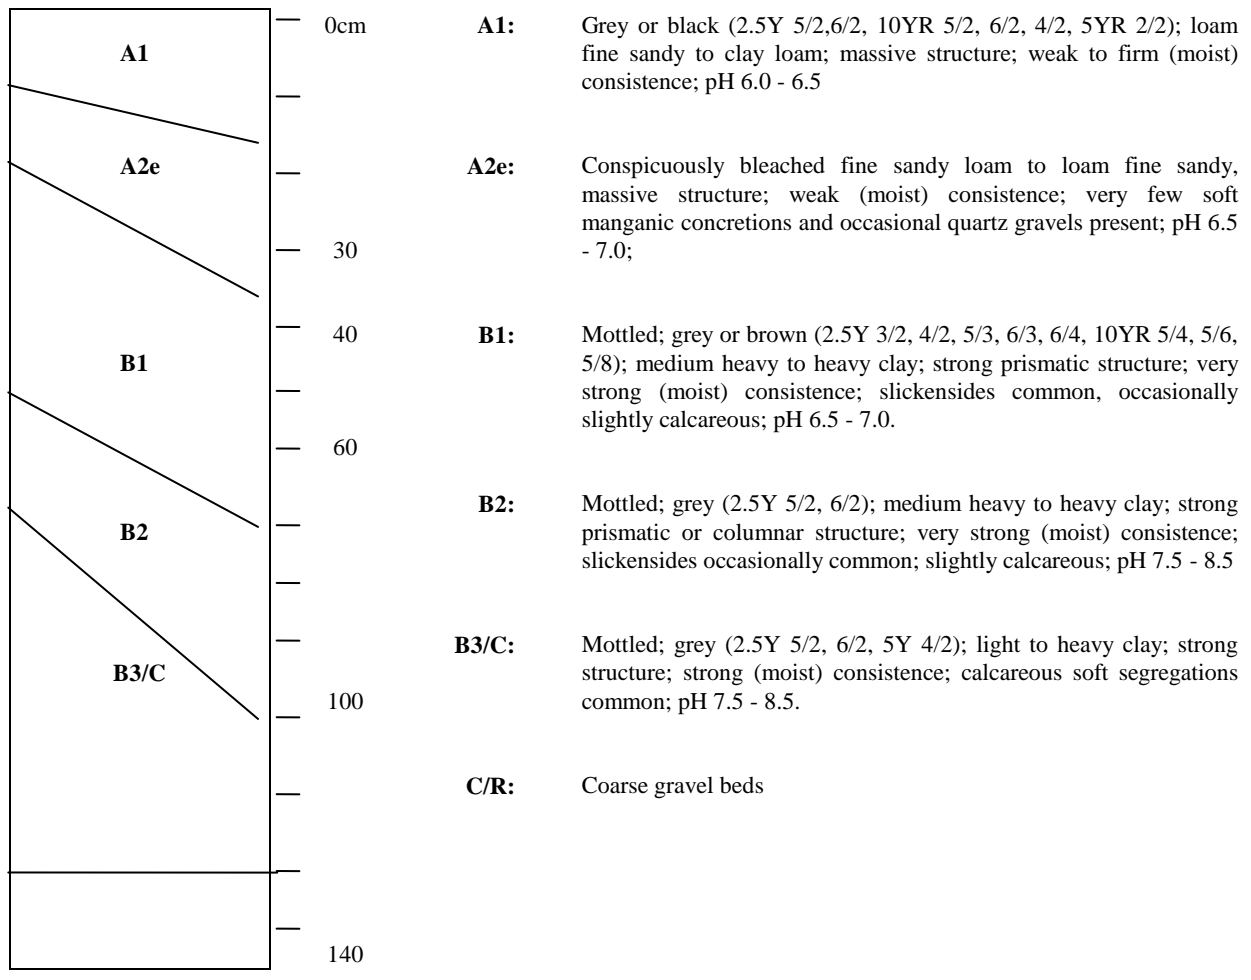 0cm
A1
A2e
30
40
B1
60
B2
B3/C
100
140
A1: Grey or black (2.5Y 5/2,6/2, 10YR 5/2, 6/2, 4/2, 5YR 2/2); loam
fine sandy to clay loam; massive structure; weak to firm (moist)
consistence; pH 6.0 - 6.5
A2e: Conspicuously bleached fine sandy loam to loam fine sandy,
massive structure; weak (moist) consistence; very few soft
manganic concretions and occasional quartz gravels present; pH 6.5
- 7.0;
B1: Mottled; grey or brown (2.5Y 3/2, 4/2, 5/3, 6/3, 6/4, 10YR 5/4, 5/6,
5/8); medium heavy to heavy clay; strong prismatic structure; very
strong (moist) consistence; slickensides common, occasionally
slightly calcareous; pH 6.5 - 7.0.
B2: Mottled; grey (2.5Y 5/2, 6/2); medium heavy to heavy clay; strong
prismatic or columnar structure; very strong (moist) consistence;
slickensides occasionally common; slightly calcareous; pH 7.5 - 8.5
B3/C: Mottled; grey (2.5Y 5/2, 6/2, 5Y 4/2); light to heavy clay; strong
structure; strong (moist) consistence; calcareous soft segregations
common; pH 7.5 - 8.5.
C/R: Coarse gravel beds